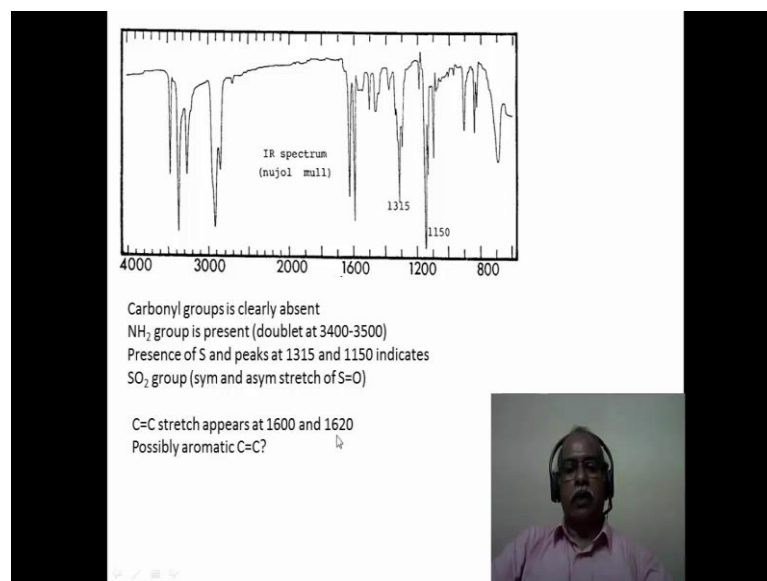 IR spectrum
(nujol mull)
1315
1150
4000 3000 2000 1600 1200 800
Carbonyl groups is clearly absent
NH₂ group is present (doublet at 3400-3500)
Presence of S and peaks at 1315 and 1150 indicates
SO₂ group (sym and asym stretch of S=O)
C=C stretch appears at 1600 and 1620
Possibly aromatic C=C?